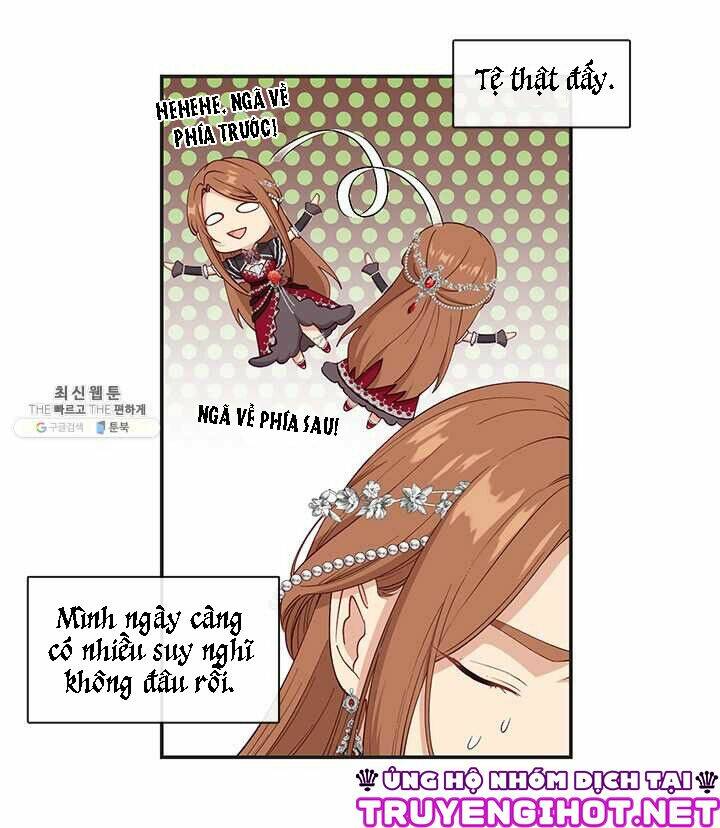 Tệ thật đấy.
HEHEHE, NGÃ VỀ
PHÍA TRƯỚC!
최신웹툰
THE 빠르고 THE 편하게
구글검색 툰북
NGÃ VỀ PHÍA SAU!
Mình ngày càng
có nhiều suy nghĩ
không đâu rồi.
ỦNG HỘ NHÓM DỊCH TẠI
TRUYENGIHOT.NET